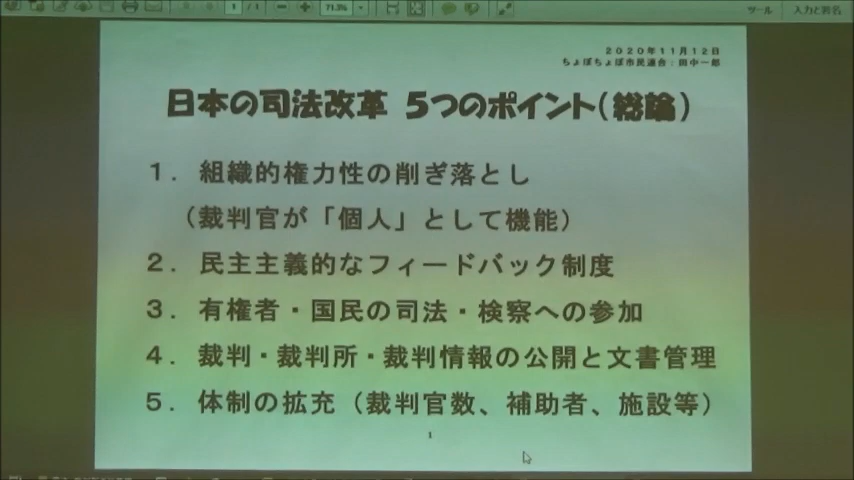 1 / 1
71.3%
ツール
入力と署名
2020年11月12日
ちょぼちょぼ市民連合：田中一郎
日本の司法改革 5つのポイント(総論)
1．組織的権力性の削ぎ落とし
（裁判官が「個人」として機能）
2．民主主義的なフィードバック制度
3．有権者・国民の司法・検察への参加
4．裁判・裁判所・裁判情報の公開と文書管理
5．体制の拡充（裁判官数、補助者、施設等）
1